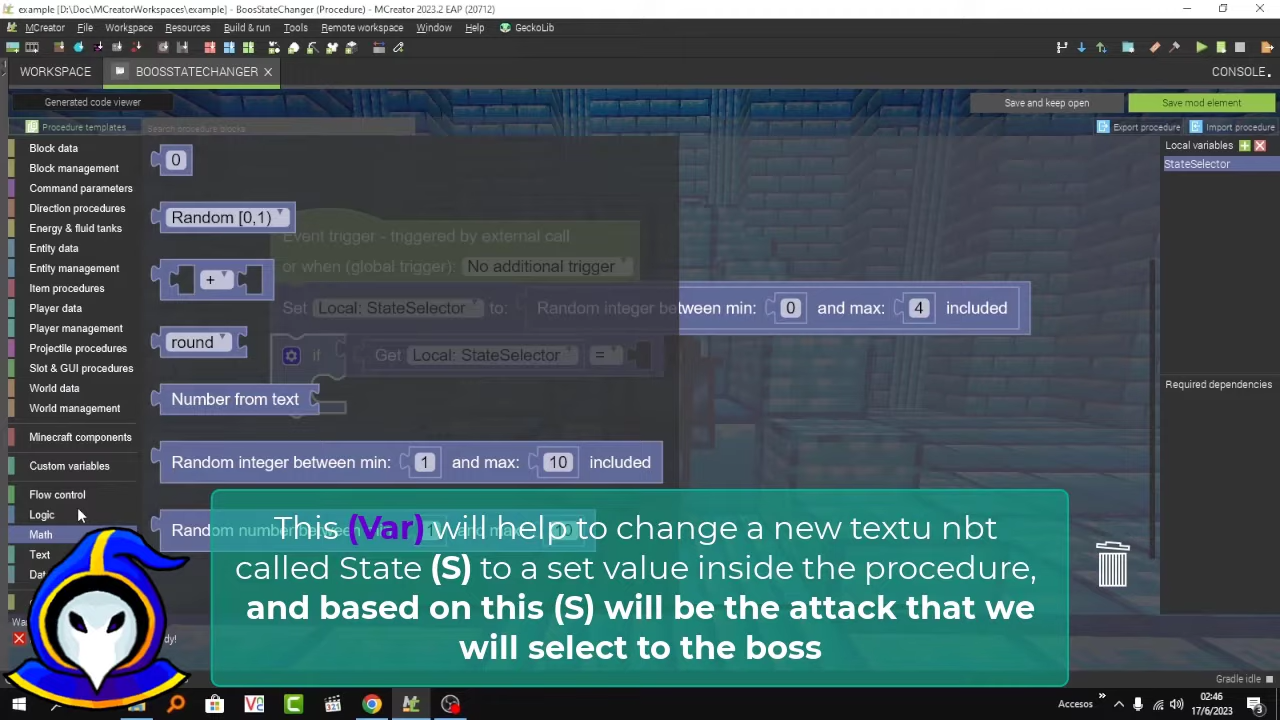 example [D:\Doc\MCreatorWorkspaces\example] - BoosStateChanger (Procedure) - MCreator 2023.2 EAP (20712)
MCreator File Workspace Resources Build & run Tools Remote workspace Window Help GeckoLib
WORKSPACE BOOSSTATECHANGER × CONSOLE
Generated code viewer Save and keep open Save mod element
Procedure templates Search procedure blocks Export procedure Import procedure
Block data
Block management
Command parameters
Direction procedures
Energy & fluid tanks
Entity data
Entity management
Item procedures
Player data
Player management
Projectile procedures
Slot & GUI procedures
World data
World management
Minecraft components
Custom variables
Flow control
Logic
Math
Text
0
Random [0,1)
+
round
Number from text
Random integer between min: 1 and max: 10 included
Event trigger - triggered by external call
or when (global trigger): No additional trigger
Set Local: StateSelector to: Random integer between min: 0 and max: 4 included
if Get Local: StateSelector =
Local variables
StateSelector
Required dependencies
This (Var) will help to change a new textu nbt
called State (S) to a set value inside the procedure,
and based on this (S) will be the attack that we
will select to the boss
Gradle idle
Accesos
02:46
17/6/2023